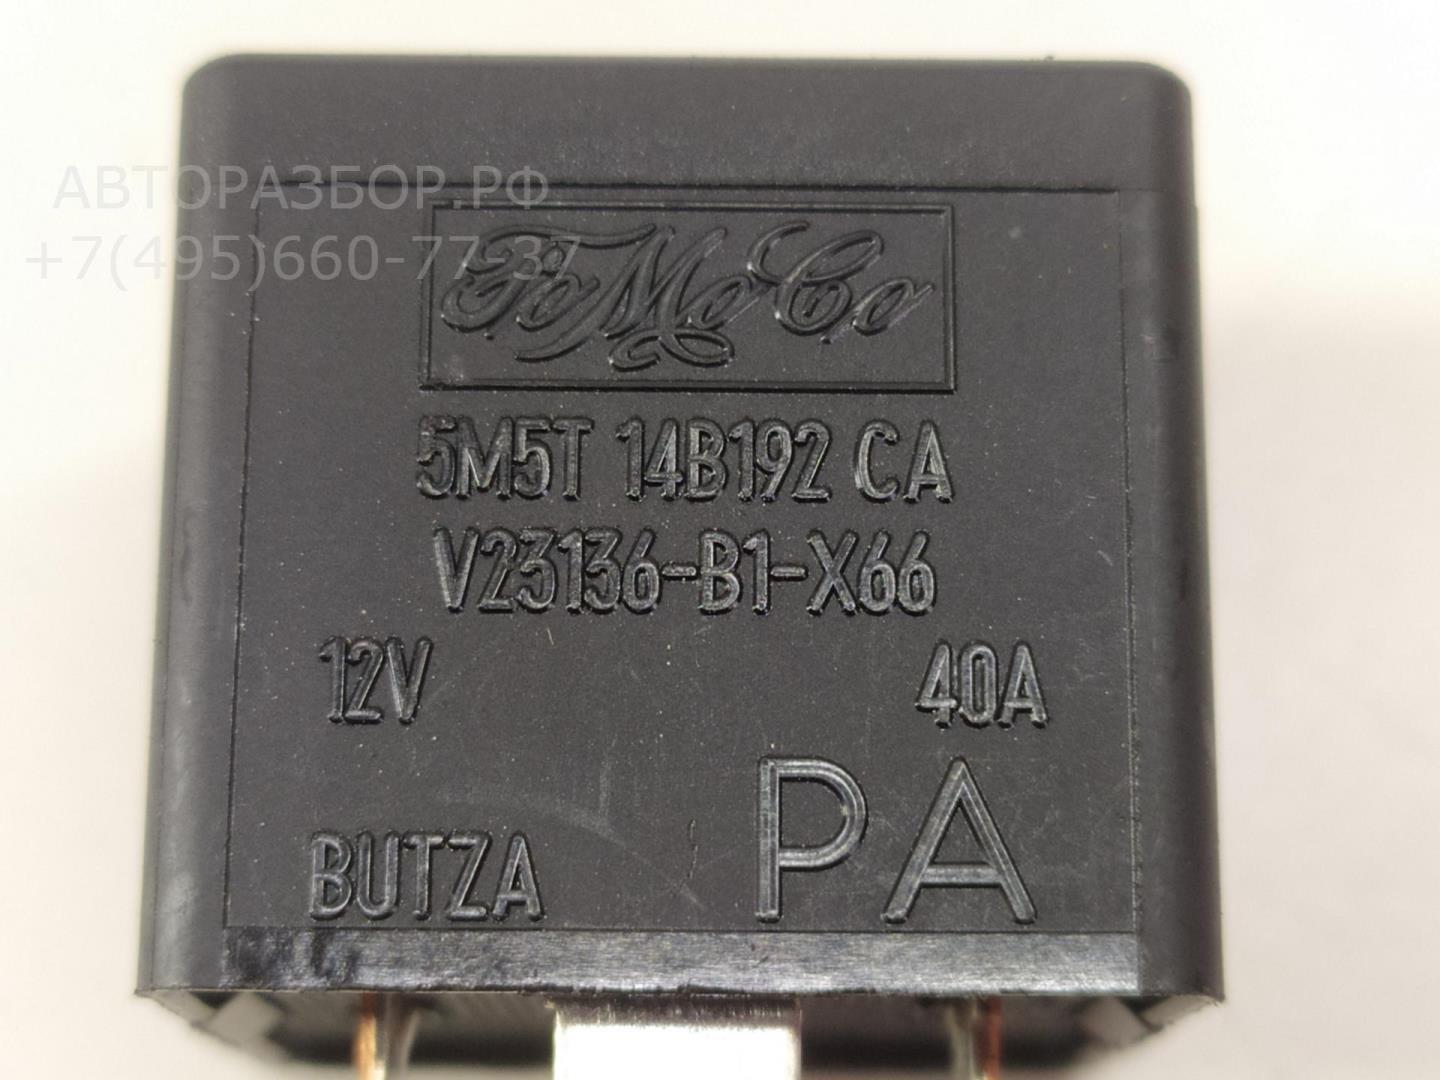 АВТОРАЗБОР.РФ
+7(495)660-77-37
FoMoCo
5M5T 14B192 CA
V23136-B1-X66
12V 40A
BUTZA PA